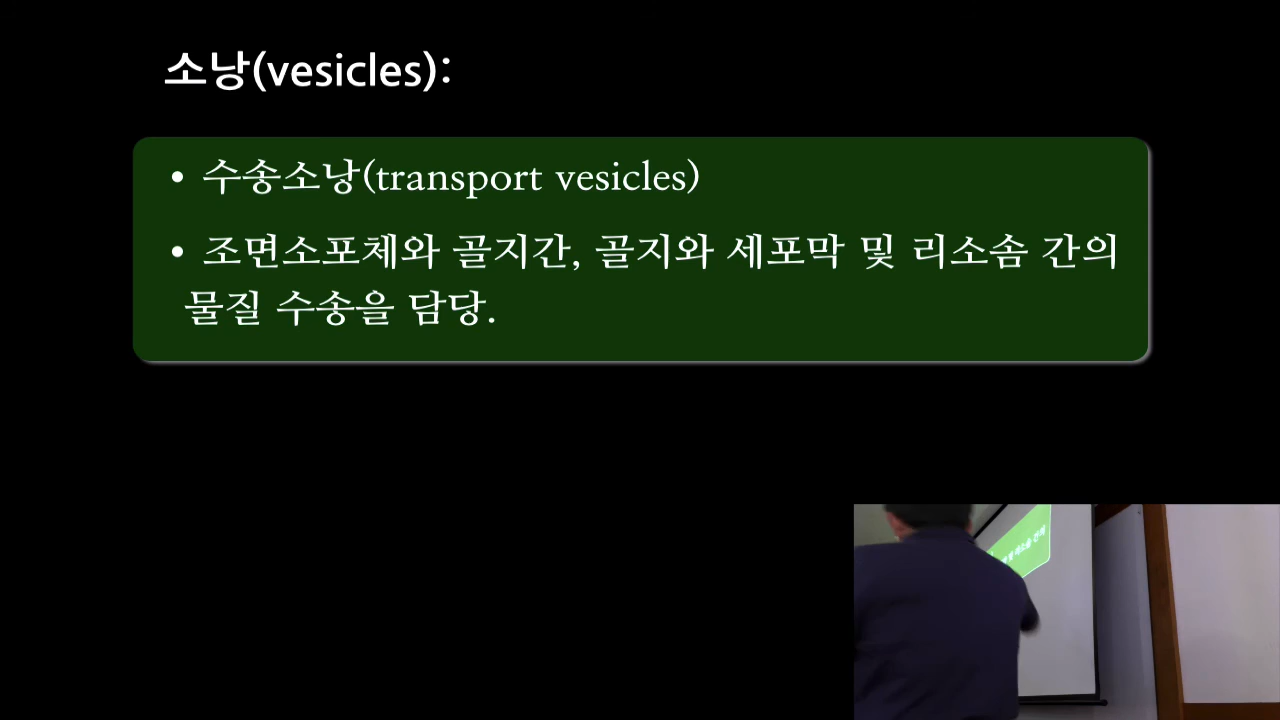 소낭(vesicles):
• 수송소낭(transport vesicles)
• 조면소포체와 골지간, 골지와 세포막 및 리소솜 간의
물질 수송을 담당.